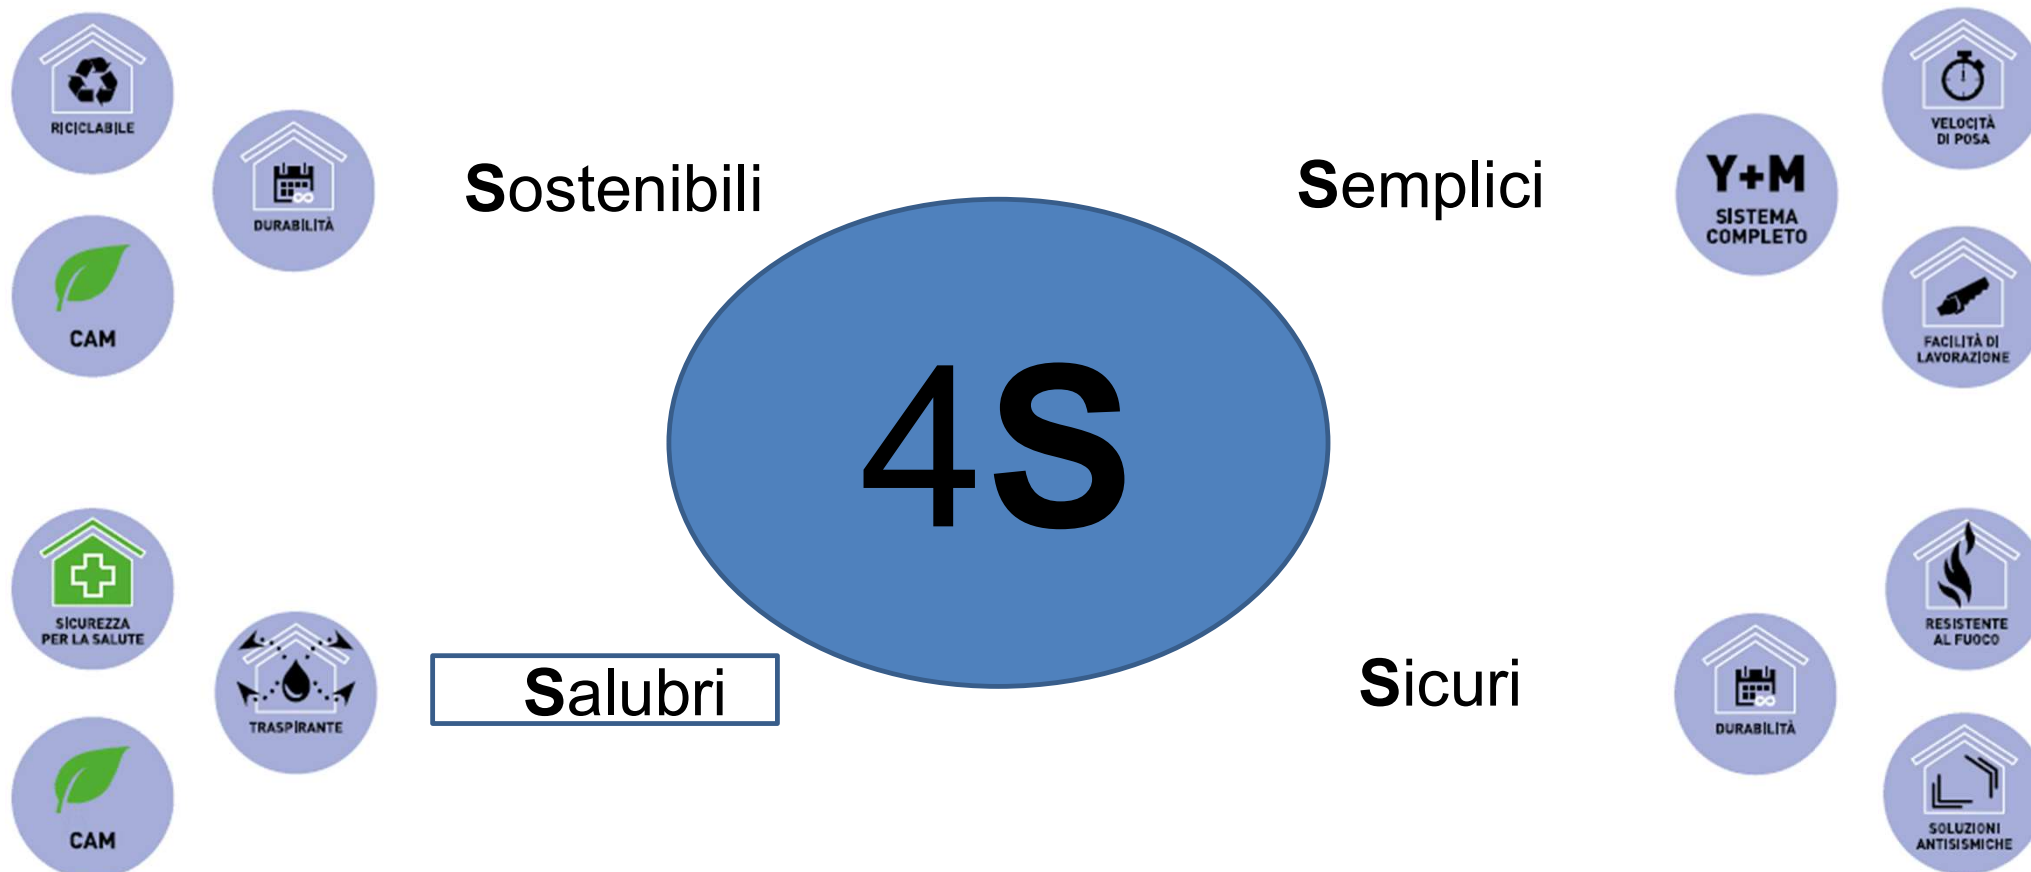 RICICLABILE
DURABILITÀ
CAM
Sostenibili
Semplici
Y+M
SISTEMA
COMPLETO
VELOCITÀ
DI POSA
FACILITÀ DI
LAVORAZIONE
4S
SICUREZZA
PER LA SALUTE
TRASPIRANTE
CAM
Salubri
Sicuri
DURABILITÀ
RESISTENTE
AL FUOCO
SOLUZIONI
ANTISISMICHE